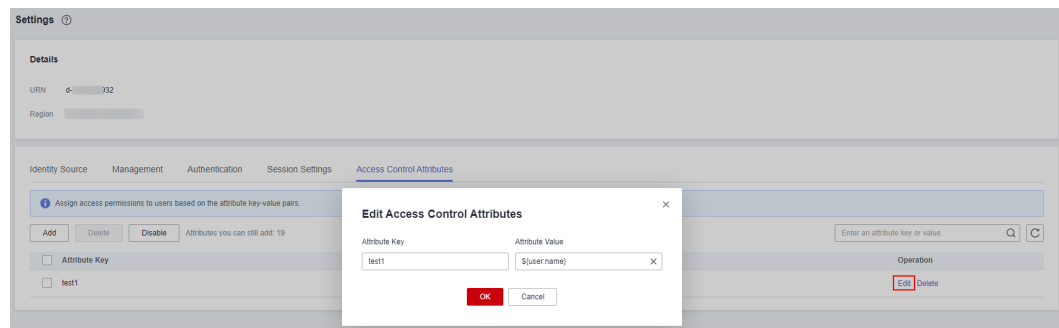 Settings
Details
URN d- 932
Region
Identity Source Management Authentication Session Settings Access Control Attributes
Assign access permissions to users based on the attribute key-value pairs.
Add Delete Disable Attributes you can still add: 19
Enter an attribute key or value.
Attribute Key Operation
test1 Edit Delete
Edit Access Control Attributes
Attribute Key Attribute Value
test1 ${user:name}
OK Cancel